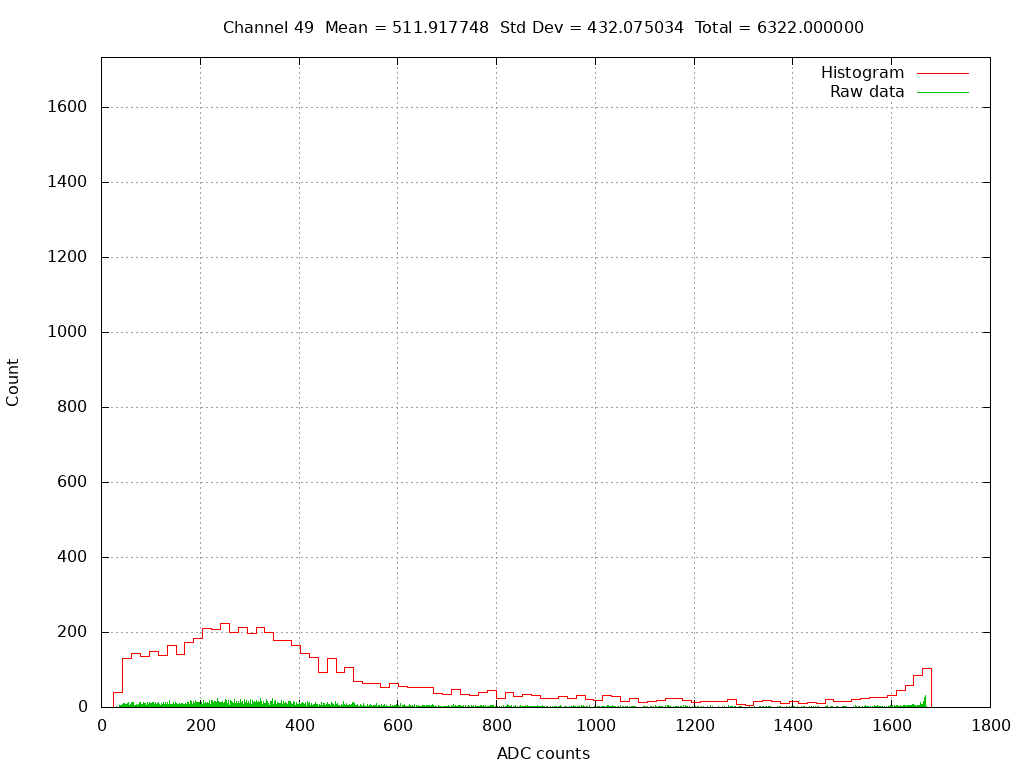 Channel 49  Mean = 511.917748  Std Dev = 432.075034  Total = 6322.000000
Histogram
Raw data
1600
1400
1200
1000
800
600
400
200
0
Count
0 200 400 600 800 1000 1200 1400 1600 1800
ADC counts